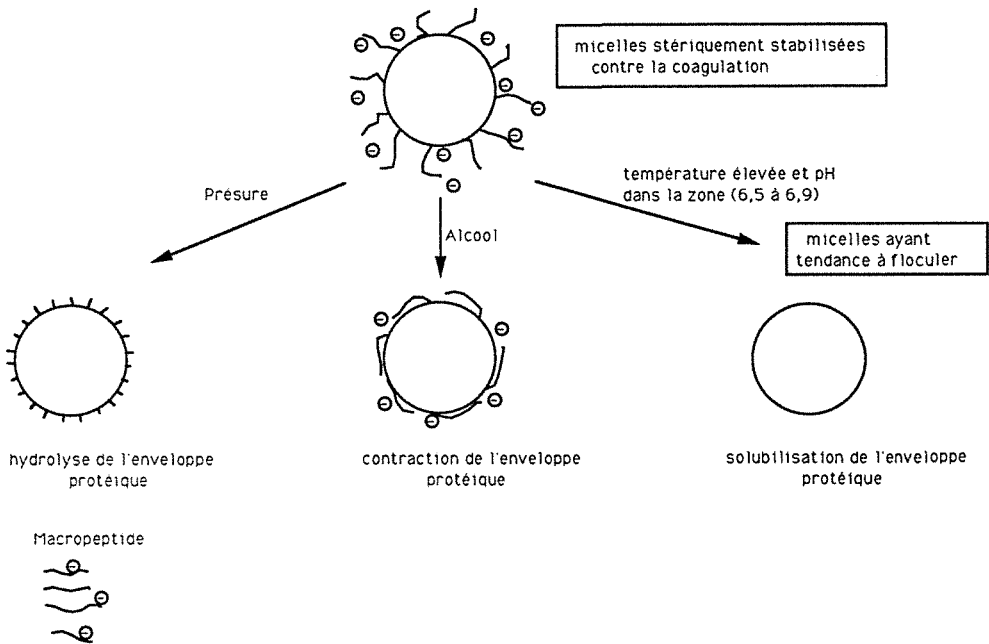 micelles stériquement stabilisées
contre la coagulation
température élevée et pH
dans la zone (6,5 à 6,9)
Présure
Alcool
micelles ayant
tendance à floculer
hydrolyse de l'enveloppe
protéique
contraction de l'enveloppe
protéique
solubilisation de l'enveloppe
protéique
Macropeptide